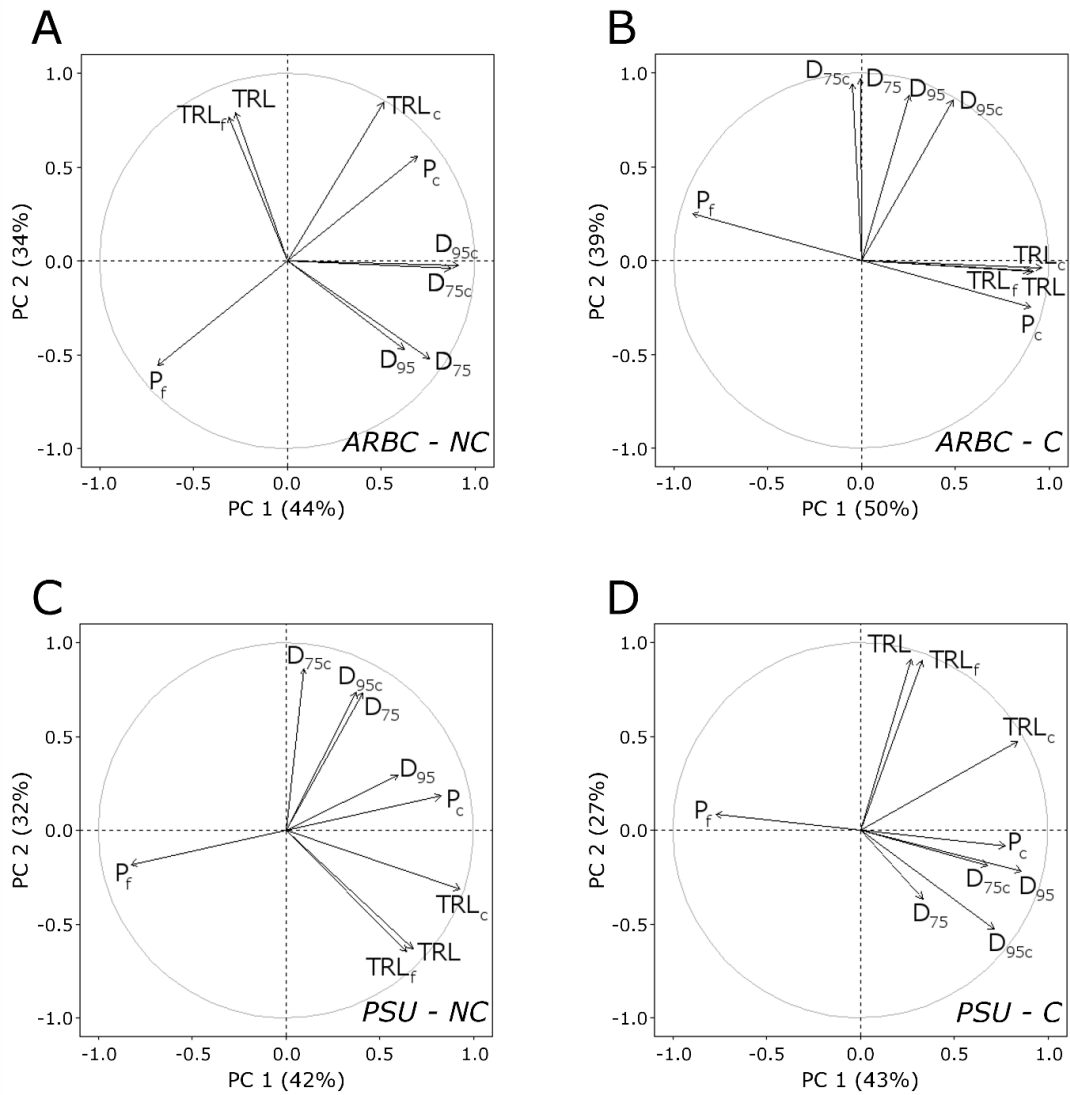 A
1.0
0.5
0.0
-0.5
-1.0
PC 2 (34%)
TRLf TRL
TRLc
Pc
D95c
D75c
D95 D75
Pf
ARBC - NC
-1.0 -0.5 0.0 0.5 1.0
PC 1 (44%)
B
1.0
0.5
0.0
-0.5
-1.0
PC 2 (39%)
D75c D75 D95 D95c
Pf
TRLc
TRLf TRL
Pc
ARBC - C
-1.0 -0.5 0.0 0.5 1.0
PC 1 (50%)
C
1.0
0.5
0.0
-0.5
-1.0
PC 2 (32%)
D75c
D95c
D75
D95
Pc
Pf
TRLc
TRLf TRL
PSU - NC
-1.0 -0.5 0.0 0.5 1.0
PC 1 (42%)
D
1.0
0.5
0.0
-0.5
-1.0
PC 2 (27%)
TRL TRLf
TRLc
Pf
Pc
D75c D95
D75
D95c
PSU - C
-1.0 -0.5 0.0 0.5 1.0
PC 1 (43%)